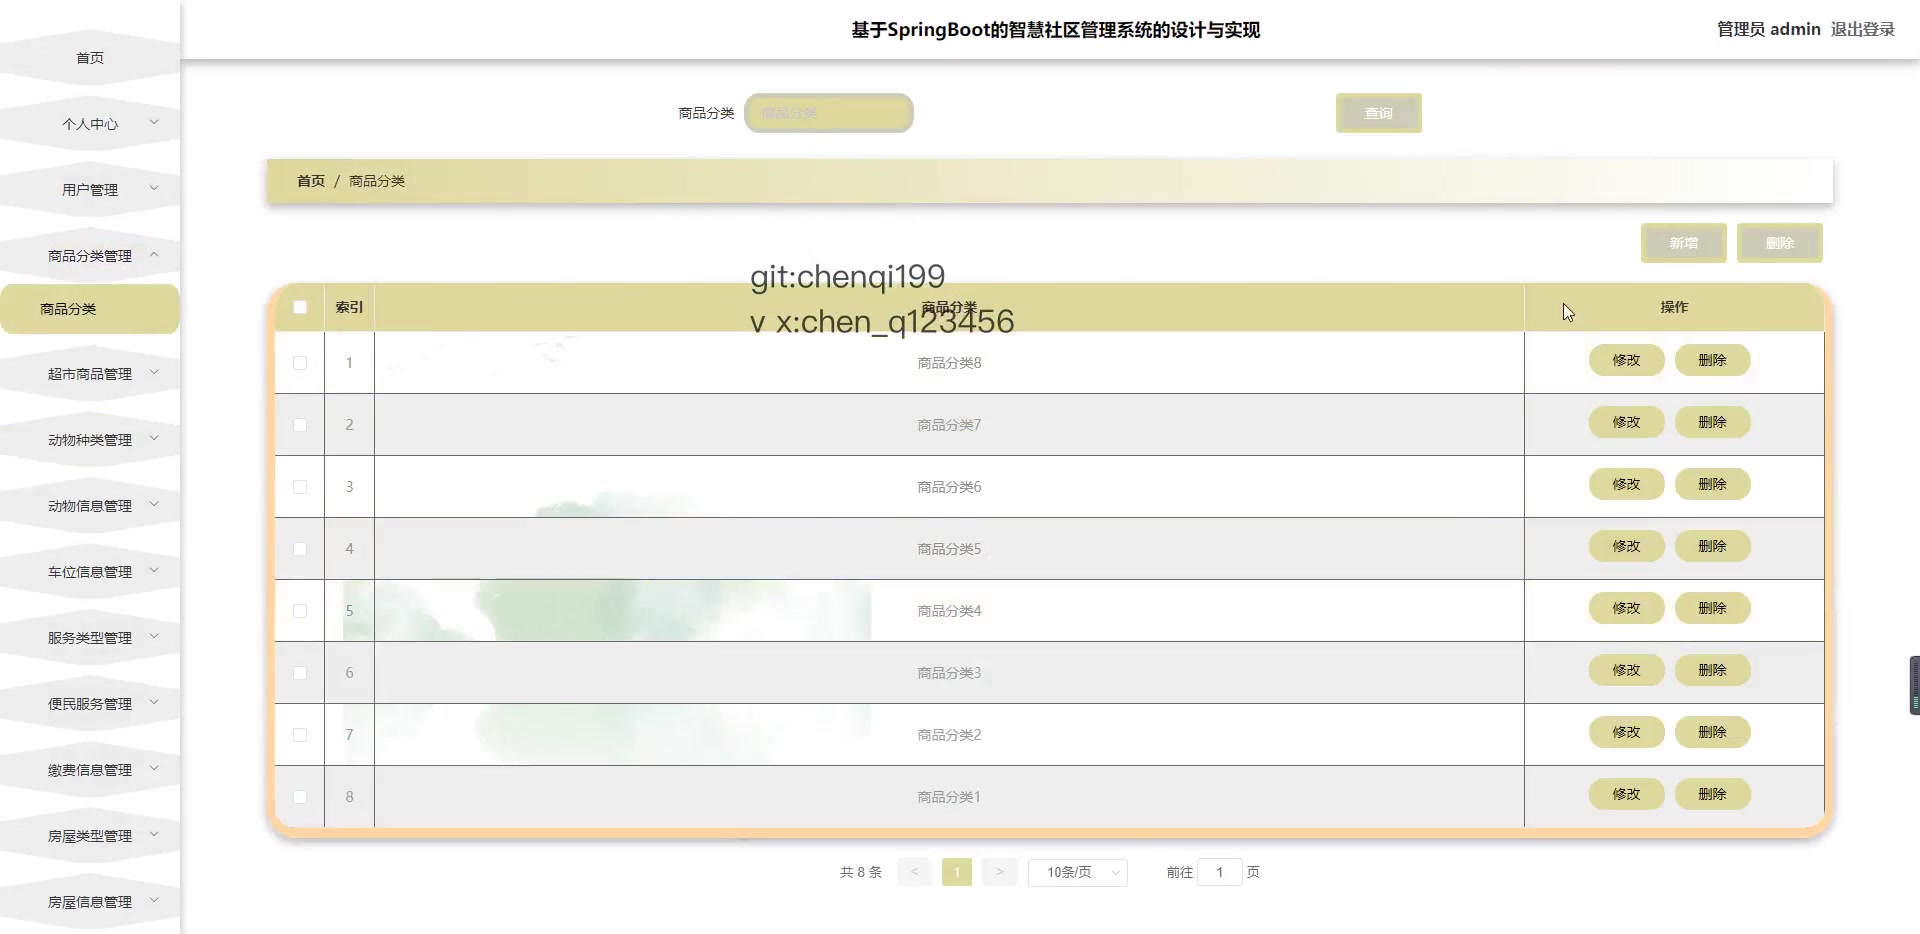 基于SpringBoot的智慧社区管理系统的设计与实现
管理员 admin 退出登录
首页
个人中心
用户管理
商品分类管理
商品分类
超市商品管理
动物种类管理
动物信息管理
车位信息管理
服务类型管理
便民服务管理
缴费信息管理
房屋类型管理
房屋信息管理
商品分类 商品分类 查询
首页 / 商品分类
新增 删除
git:chenqi199
索引 商品分类 操作
v x:chen_q123456
1 商品分类8 修改 删除
2 商品分类7 修改 删除
3 商品分类6 修改 删除
4 商品分类5 修改 删除
5 商品分类4 修改 删除
6 商品分类3 修改 删除
7 商品分类2 修改 删除
8 商品分类1 修改 删除
共 8 条 < 1 > 10条/页 前往 1 页